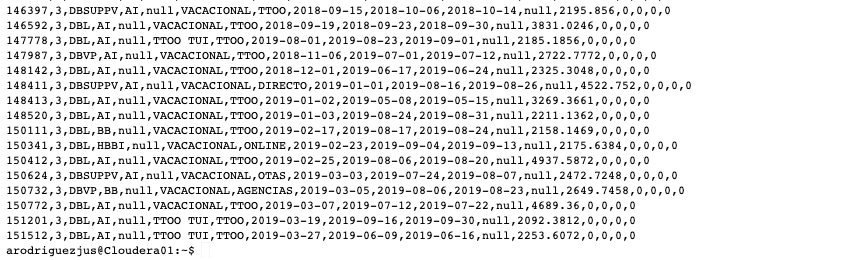 146397,3,DBSUPPV,AI,null,VACACIONAL,TTOO,2018-09-15,2018-10-06,2018-10-14,null,2195.856,0,0,0,0
146592,3,DBL,AI,null,VACACIONAL,TTOO,2018-09-19,2018-09-23,2018-09-30,null,3831.0246,0,0,0,0
147778,3,DBL,AI,null,TTOO TUI,TTOO,2019-08-01,2019-08-23,2019-09-01,null,2185.1856,0,0,0,0
147987,3,DBVP,AI,null,VACACIONAL,TTOO,2018-11-06,2019-07-01,2019-07-12,null,2722.7772,0,0,0,0
148142,3,DBL,AI,null,VACACIONAL,TTOO,2018-12-01,2019-06-17,2019-06-24,null,2325.3048,0,0,0,0
148411,3,DBSUPPV,AI,null,VACACIONAL,DIRECTO,2019-01-01,2019-08-16,2019-08-26,null,4522.752,0,0,0,0
148413,3,DBL,AI,null,VACACIONAL,TTOO,2019-01-02,2019-05-08,2019-05-15,null,3269.3661,0,0,0,0
148520,3,DBL,AI,null,VACACIONAL,TTOO,2019-01-03,2019-08-24,2019-08-31,null,2211.1362,0,0,0,0
150111,3,DBL,BB,null,VACACIONAL,TTOO,2019-02-17,2019-08-17,2019-08-24,null,2158.1469,0,0,0,0
150341,3,DBL,HBBI,null,VACACIONAL,ONLINE,2019-02-23,2019-09-04,2019-09-13,null,2175.6384,0,0,0,0
150412,3,DBL,AI,null,VACACIONAL,TTOO,2019-02-25,2019-08-06,2019-08-20,null,4937.5872,0,0,0,0
150624,3,DBSUPPV,AI,null,VACACIONAL,OTAS,2019-03-03,2019-07-24,2019-08-07,null,2472.7248,0,0,0,0
150732,3,DBVP,BB,null,VACACIONAL,AGENCIAS,2019-03-05,2019-08-06,2019-08-23,null,2649.7458,0,0,0,0
150772,3,DBL,AI,null,VACACIONAL,TTOO,2019-03-07,2019-07-12,2019-07-22,null,4689.36,0,0,0,0
151201,3,DBL,AI,null,TTOO TUI,TTOO,2019-03-19,2019-09-16,2019-09-30,null,2092.3812,0,0,0,0
151512,3,DBL,AI,null,TTOO TUI,TTOO,2019-03-27,2019-06-09,2019-06-16,null,2253.6072,0,0,0,0
arodriguezjus@Cloudera01:~$